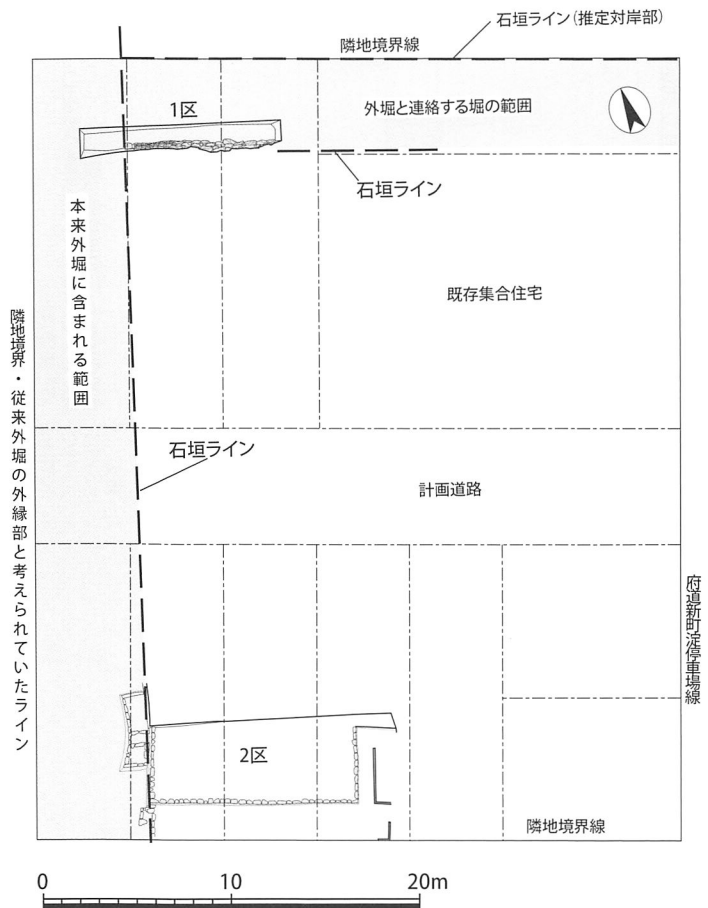 石垣ライン(推定対岸部)
隣地境界線
1区
外堀と連絡する堀の範囲
石垣ライン
本来外堀に含まれる範囲
既存集合住宅
隣地境界・従来外堀の外縁部と考えられていたライン
石垣ライン
計画道路
府道新町淀停車場線
2区
隣地境界線
0 10 20m